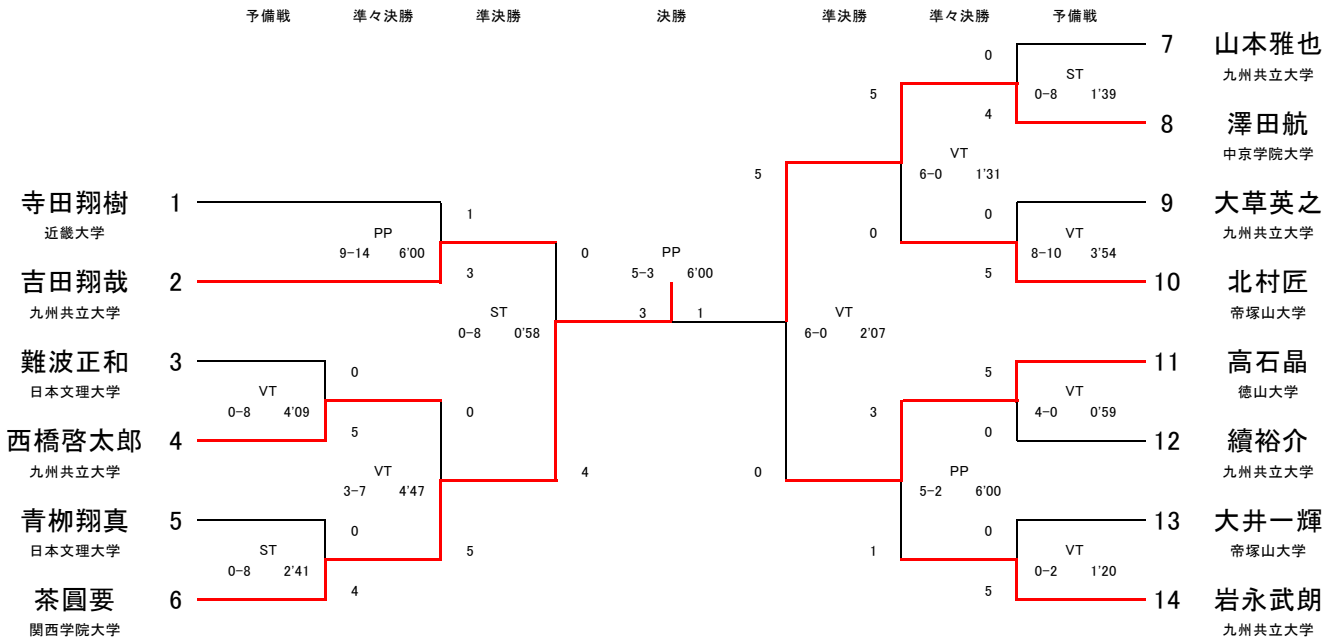 予備戦 準々決勝 準決勝 決勝 準決勝 準々決勝 予備戦
寺田翔樹 1
近畿大学
吉田翔哉 2
九州共立大学
難波正和 3
日本文理大学
西橋啓太郎 4
九州共立大学
青栁翔真 5
日本文理大学
茶圓要 6
関西学院大学
VT
0-8 4'09
ST
0-8 2'41
1
PP
9-14 6'00
3
0
5
VT
3-7 4'47
0
4
0
ST
0-8 0'58
0
5
4
PP
5-3 6'00
3 1
5
VT
6-0 2'07
0
5
VT
6-0 1'31
0
3
PP
5-2 6'00
1
0
ST
0-8 1'39
4
0
VT
8-10 3'54
5
5
VT
4-0 0'59
0
0
VT
0-2 1'20
5
7 山本雅也
九州共立大学
8 澤田航
中京学院大学
9 大草英之
九州共立大学
10 北村匠
帝塚山大学
11 高石晶
徳山大学
12 續裕介
九州共立大学
13 大井一輝
帝塚山大学
14 岩永武朗
九州共立大学